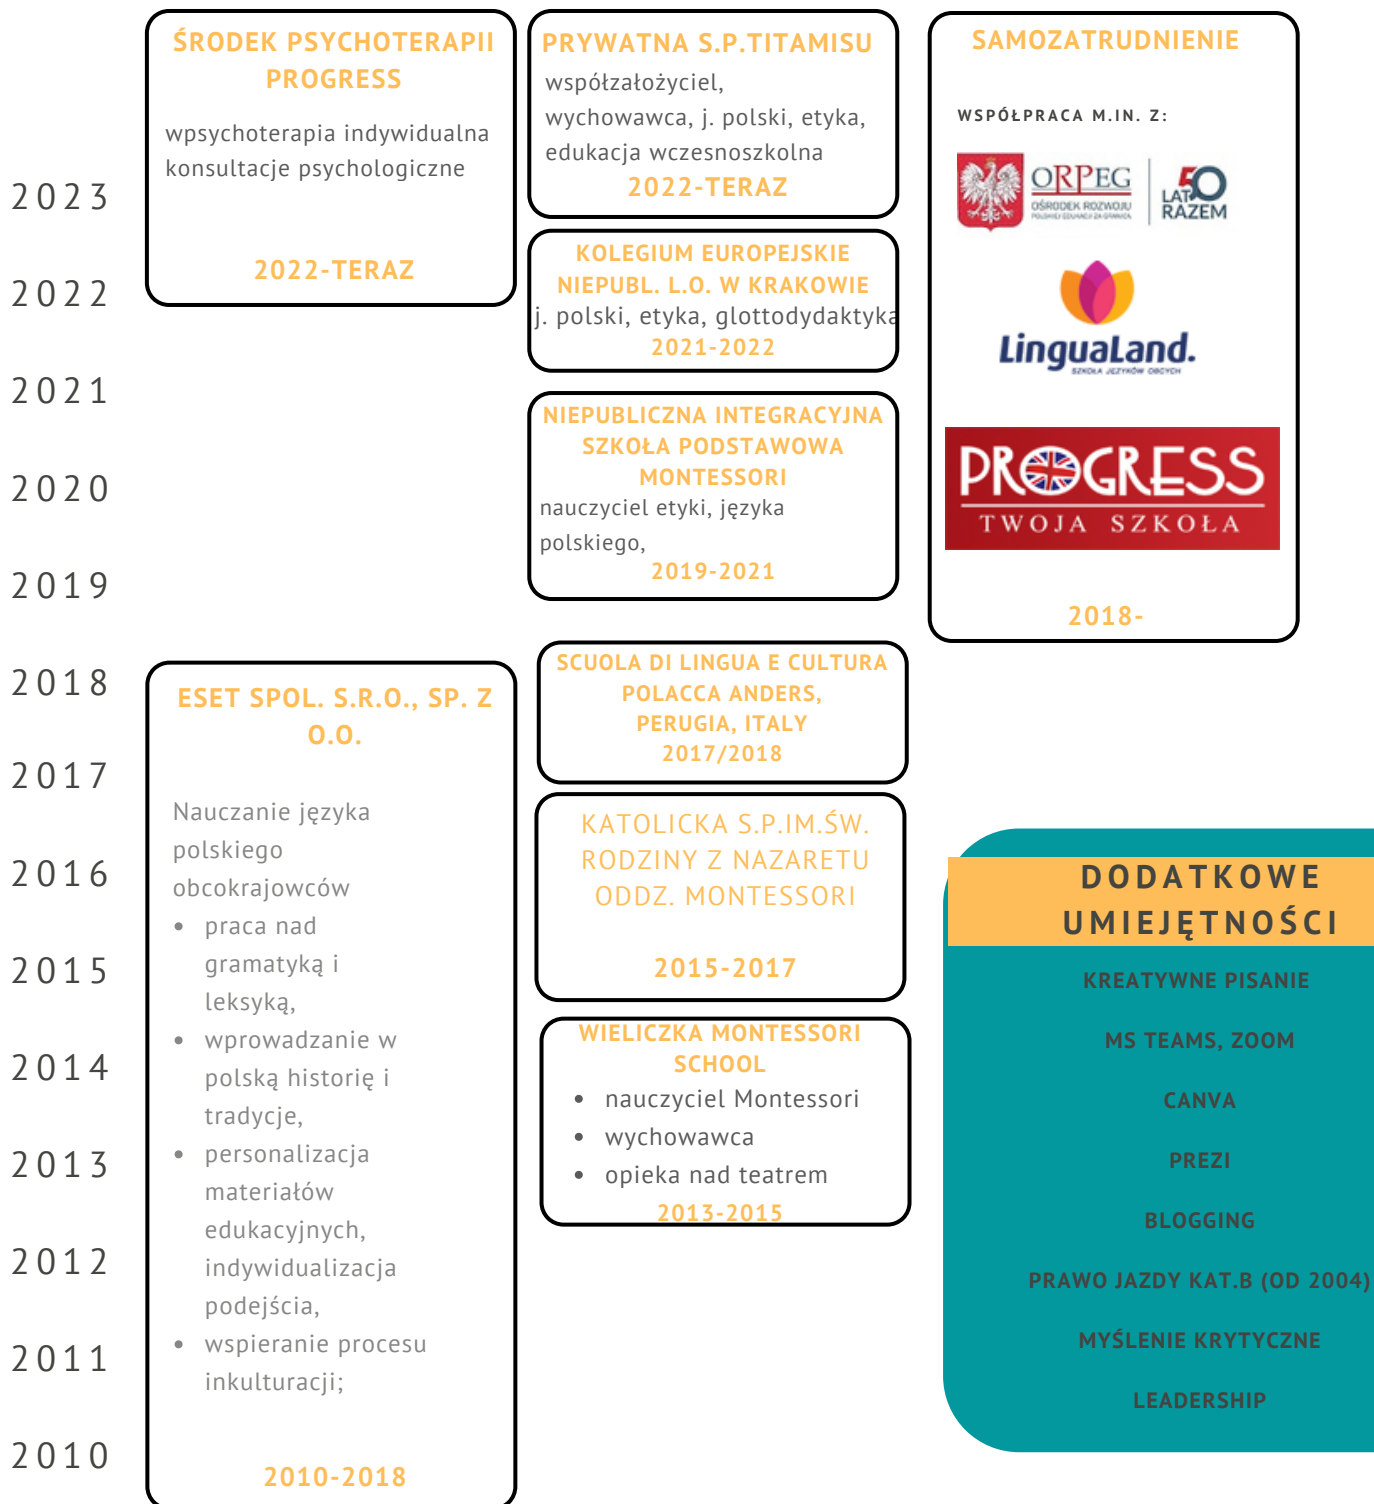 2023
2022
2021
2020
2019
2018
2017
2016
2015
2014
2013
2012
2011
2010
ŚRODEK PSYCHOTERAPII
PROGRESS
wpsychoterapia indywidualna
konsultacje psychologiczne
2022-TERAZ
ESET SPOL. S.R.O., SP. Z
O.O.
Nauczanie języka
polskiego
obcokrajowców
• praca nad
gramatyką i
leksyką,
• wprowadzanie w
polską historię i
tradycje,
• personalizacja
materiałów
edukacyjnych,
indywidualizacja
podejścia,
• wspieranie procesu
inkulturacji;
2010-2018
PRYWATNA S.P.TITAMISU
współzałożyciel,
wychowawca, j. polski, etyka,
edukacja wczesnoszkolna
2022-TERAZ
KOLEGIUM EUROPEJSKIE
NIEPUBL. L.O. W KRAKOWIE
j. polski, etyka, glottodydaktyka
2021-2022
NIEPUBLICZNA INTEGRACYJNA
SZKOŁA PODSTAWOWA
MONTESSORI
nauczyciel etyki, języka
polskiego,
2019-2021
SCUOLA DI LINGUA E CULTURA
POLACCA ANDERS,
PERUGIA, ITALY
2017/2018
KATOLICKA S.P.IM.ŚW.
RODZINY Z NAZARETU
ODDZ. MONTESSORI
2015-2017
WIELICZKA MONTESSORI
SCHOOL
• nauczyciel Montessori
• wychowawca
• opieka nad teatrem
2013-2015
SAMOZATRUDNIENIE
WSPÓŁPRACA M.IN. Z:
ORPEG
OŚRODEK ROZWOJU
POLSKIEJ EDUKACJI ZA GRANICĄ
50
LAT
RAZEM
LinguaLand.
SZKOŁA JĘZYKÓW OBCYCH
PROGRESS
TWOJA SZKOŁA
2018-
DODATKOWE
UMIEJĘTNOŚCI
KREATYWNE PISANIE
MS TEAMS, ZOOM
CANVA
PREZI
BLOGGING
PRAWO JAZDY KAT.B (OD 2004)
MYŚLENIE KRYTYCZNE
LEADERSHIP